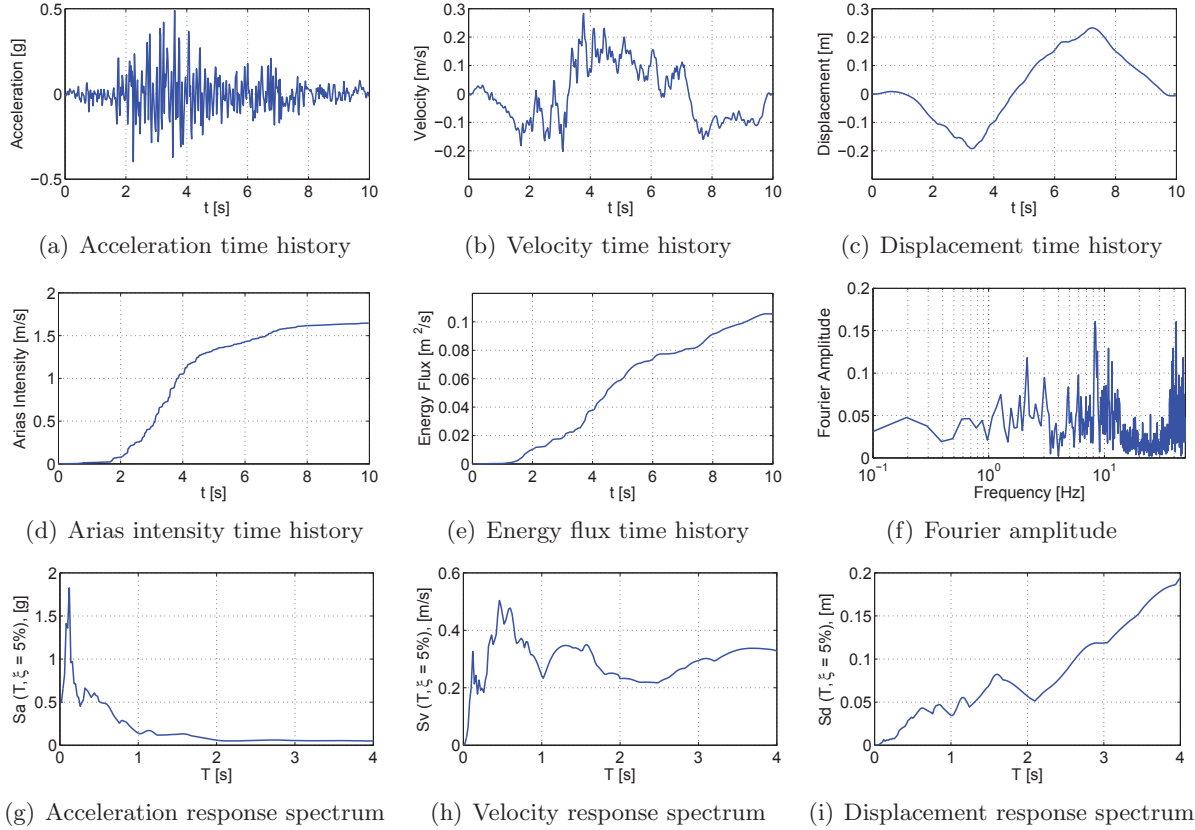 0.5
0
−0.5
Acceleration [g]
0 2 4 6 8 10
t [s]
(a) Acceleration time history
0.3
0.2
0.1
0
−0.1
−0.2
Velocity [m/s]
0 2 4 6 8 10
t [s]
(b) Velocity time history
0.3
0.2
0.1
0
−0.1
−0.2
Displacement [m]
0 2 4 6 8 10
t [s]
(c) Displacement time history
2
1.5
1
0.5
0
Arias Intensity [m/s]
0 2 4 6 8 10
t [s]
(d) Arias intensity time history
0.1
0.08
0.06
0.04
0.02
0
Energy Flux [m²/s]
0 2 4 6 8 10
t [s]
(e) Energy flux time history
0.2
0.15
0.1
0.05
0
Fourier Amplitude
10⁻¹ 10⁰ 10¹
Frequency [Hz]
(f) Fourier amplitude
2
1.5
1
0.5
0
Sa (T, ξ = 5%), [g]
0 1 2 3 4
T [s]
(g) Acceleration response spectrum
0.6
0.4
0.2
0
Sv (T, ξ = 5%), [m/s]
0 1 2 3 4
T [s]
(h) Velocity response spectrum
0.2
0.15
0.1
0.05
0
Sd (T, ξ = 5%), [m]
0 1 2 3 4
T [s]
(i) Displacement response spectrum